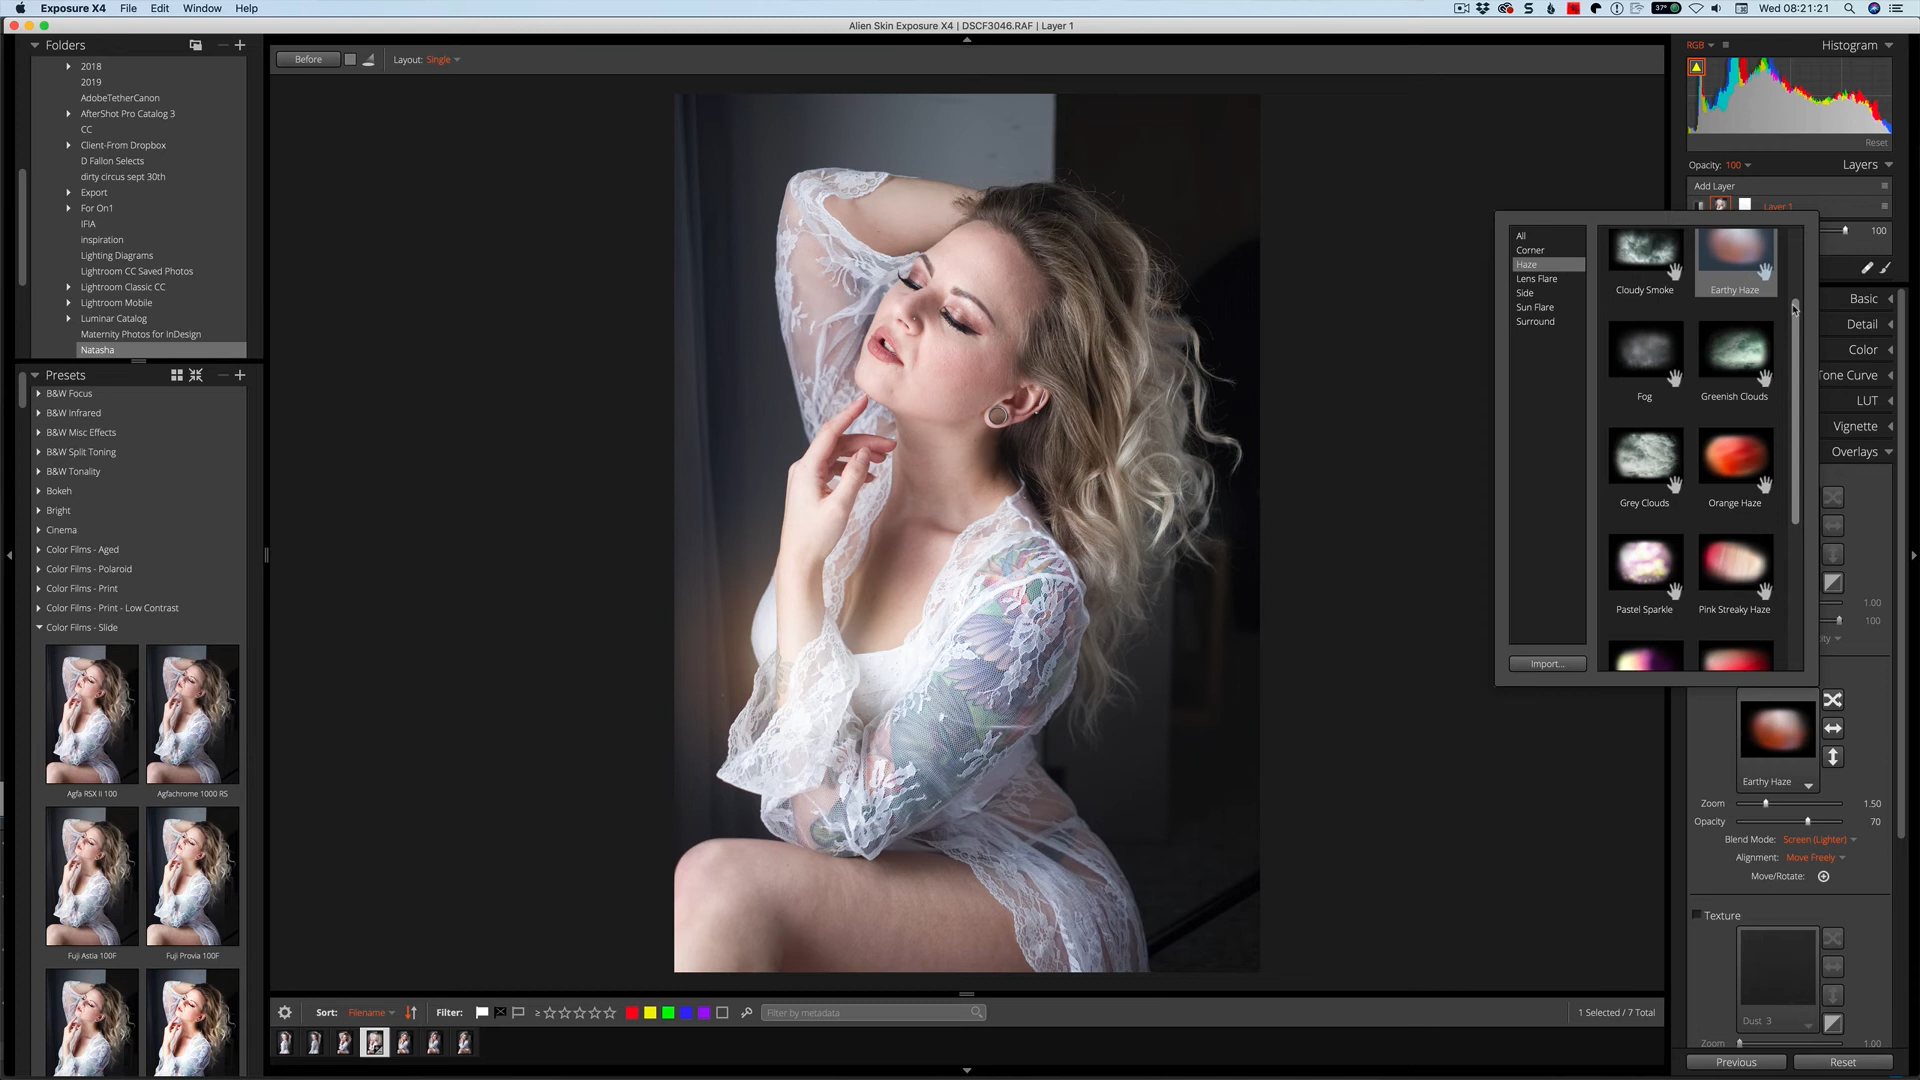 Exposure X4 File Edit Window Help
37° Wed 08:21:21
Alien Skin Exposure X4 | DSCF3046.RAF | Layer 1
Folders
2018
2019
AdobeTetherCanon
AfterShot Pro Catalog 3
CC
Client-From Dropbox
D Fallon Selects
dirty circus sept 30th
Export
For On1
IFIA
inspiration
Lighting Diagrams
Lightroom CC Saved Photos
Lightroom Classic CC
Lightroom Mobile
Luminar Catalog
Maternity Photos for InDesign
Natasha
Presets
B&W Focus
B&W Infrared
B&W Misc Effects
B&W Split Toning
B&W Tonality
Bokeh
Bright
Cinema
Color Films - Aged
Color Films - Polaroid
Color Films - Print
Color Films - Print - Low Contrast
Color Films - Slide
Agfa RSX II 100 Agfachrome 1000 RS
Fuji Astia 100F Fuji Provia 100F
Before Layout: Single
Sort: Filename Filter: ≥ Filter by metadata 1 Selected / 7 Total
All
Corner
Haze
Lens Flare
Side
Sun Flare
Surround
Import...
Cloudy Smoke Earthy Haze
Fog Greenish Clouds
Grey Clouds Orange Haze
Pastel Sparkle Pink Streaky Haze
RGB Histogram
Reset
Opacity: 100 Layers
Add Layer
Layer 1
100
Basic
Detail
Color
Tone Curve
LUT
Vignette
Overlays
1.00
100
Earthy Haze
Zoom 1.50
Opacity 70
Blend Mode: Screen (Lighter)
Alignment: Move Freely
Move/Rotate:
Texture
Dust 3
Zoom 1.00
Previous Reset